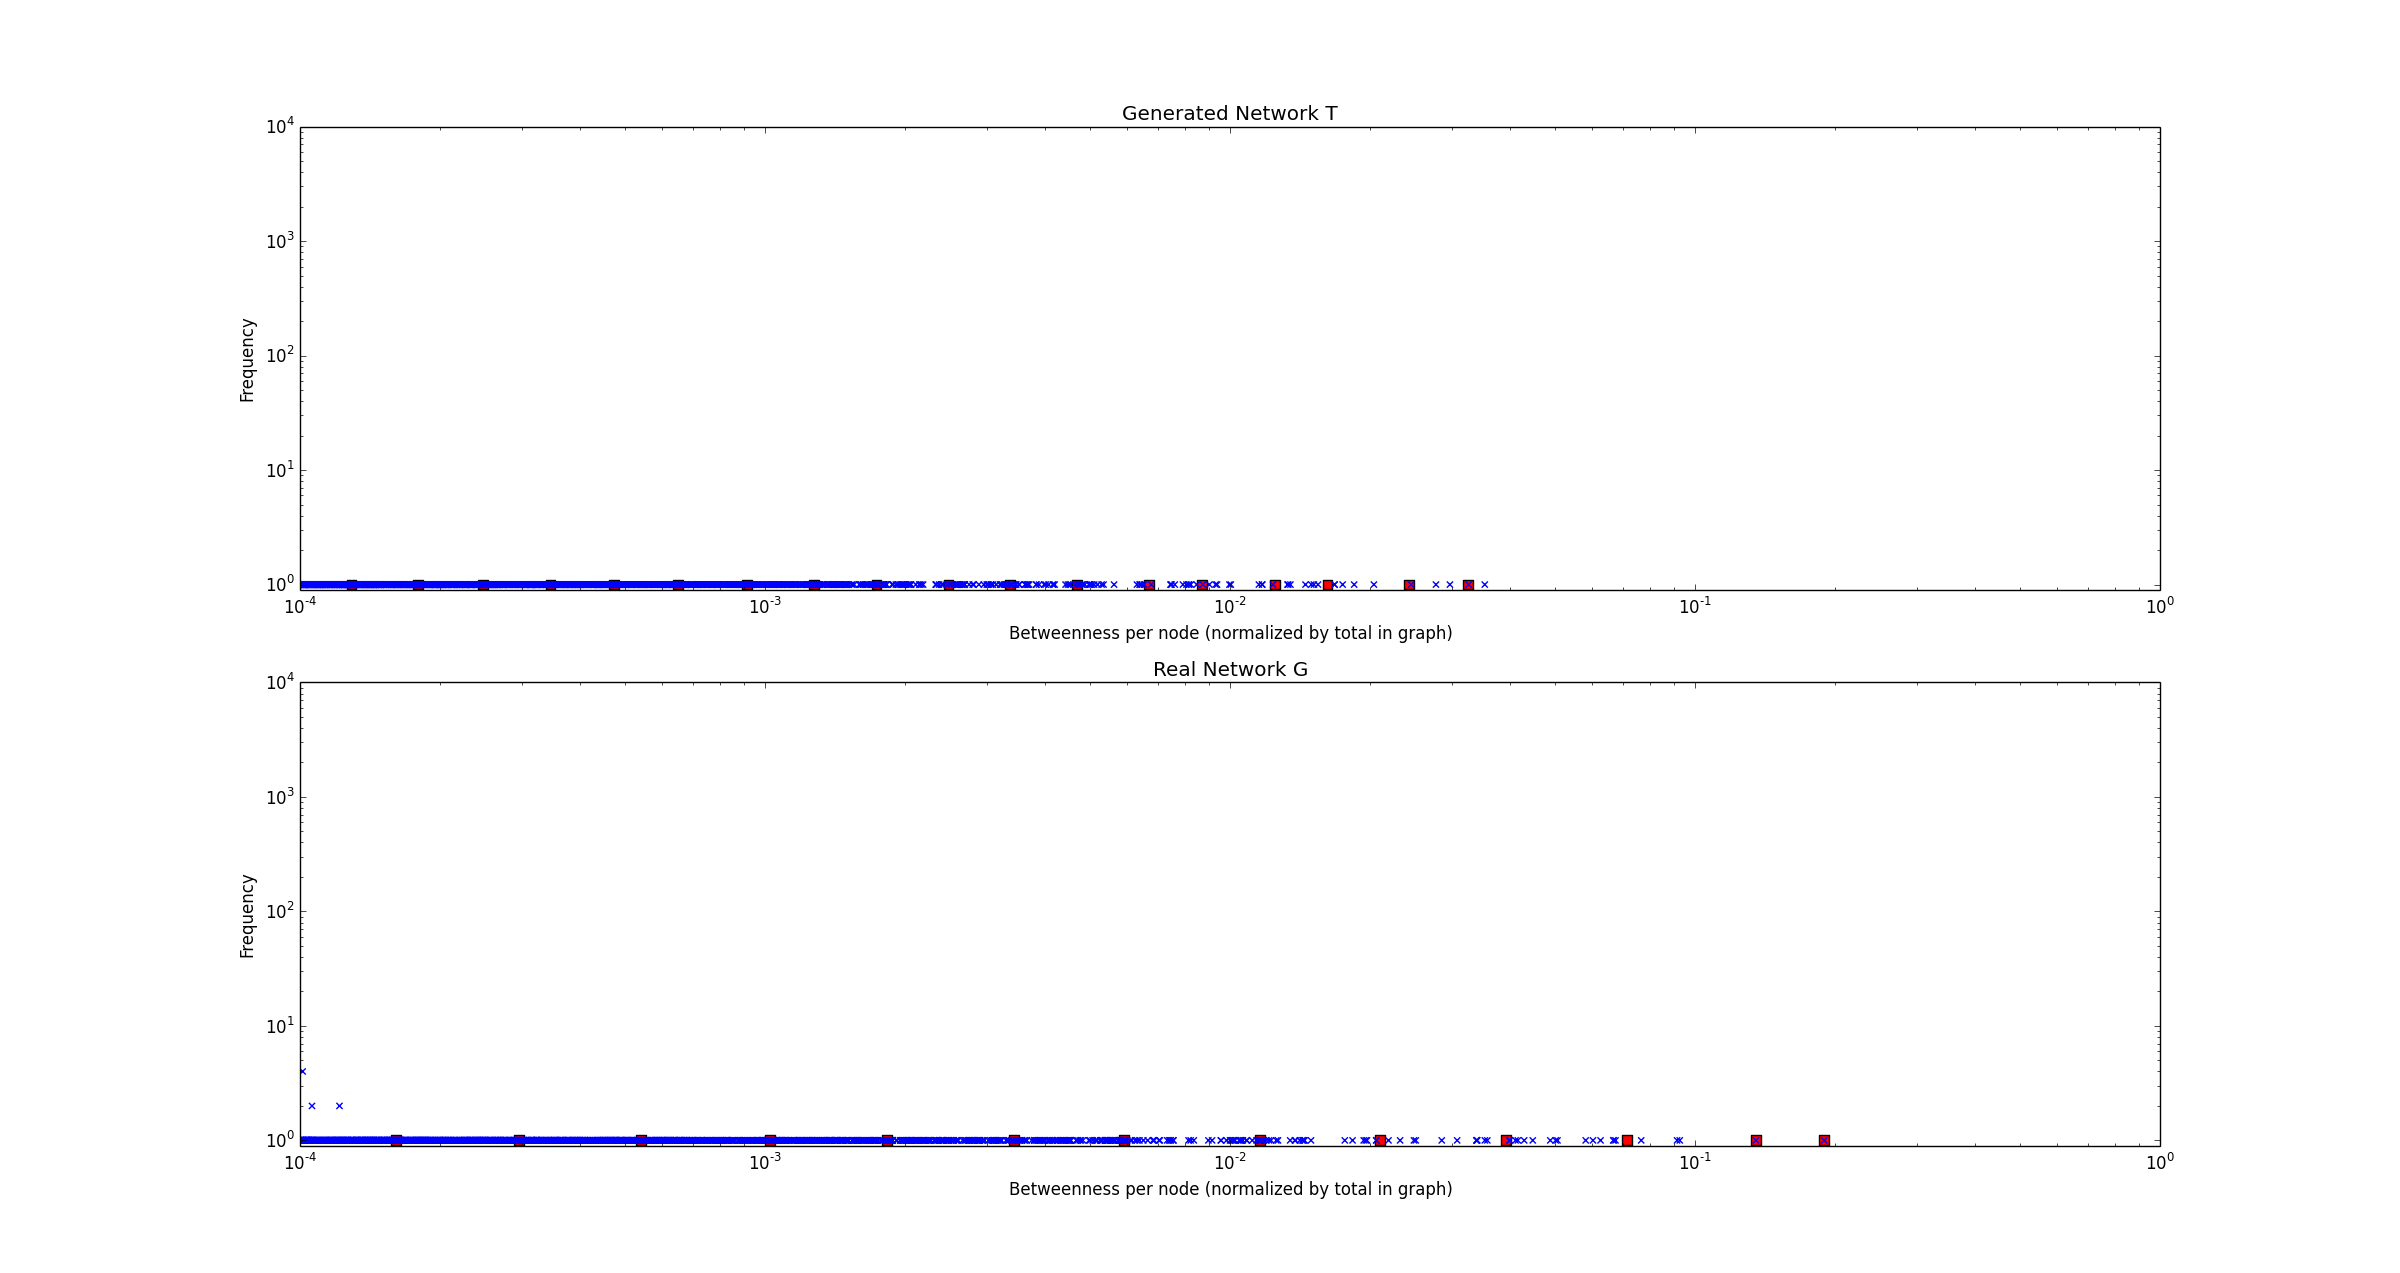 Generated Network T
10^4
10^3
10^2
10^1
10^0
Frequency
10^-4 10^-3 10^-2 10^-1 10^0
Betweenness per node (normalized by total in graph)
Real Network G
10^4
10^3
10^2
10^1
10^0
Frequency
10^-4 10^-3 10^-2 10^-1 10^0
Betweenness per node (normalized by total in graph)